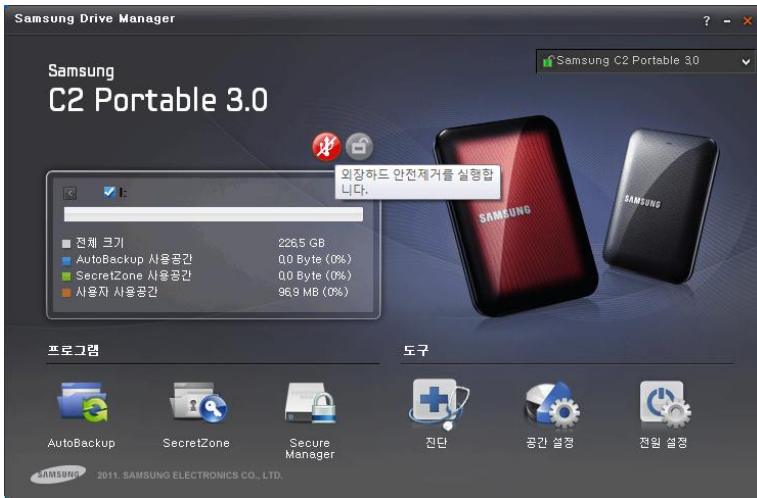 Samsung Drive Manager
? -
Samsung C2 Portable 3.0
Samsung
C2 Portable 3.0
외장하드 안전제거를 실행합
니다.
I:
전체 크기 226.5 GB
AutoBackup 사용공간 0.0 Byte (0%)
SecretZone 사용공간 0.0 Byte (0%)
사용자 사용공간 96.9 MB (0%)
SAMSUNG
SAMSUNG
프로그램
도구
AutoBackup
SecretZone
Secure
Manager
진단
공간 설정
전원 설정
SAMSUNG 2011. SAMSUNG ELECTRONICS CO., LTD.